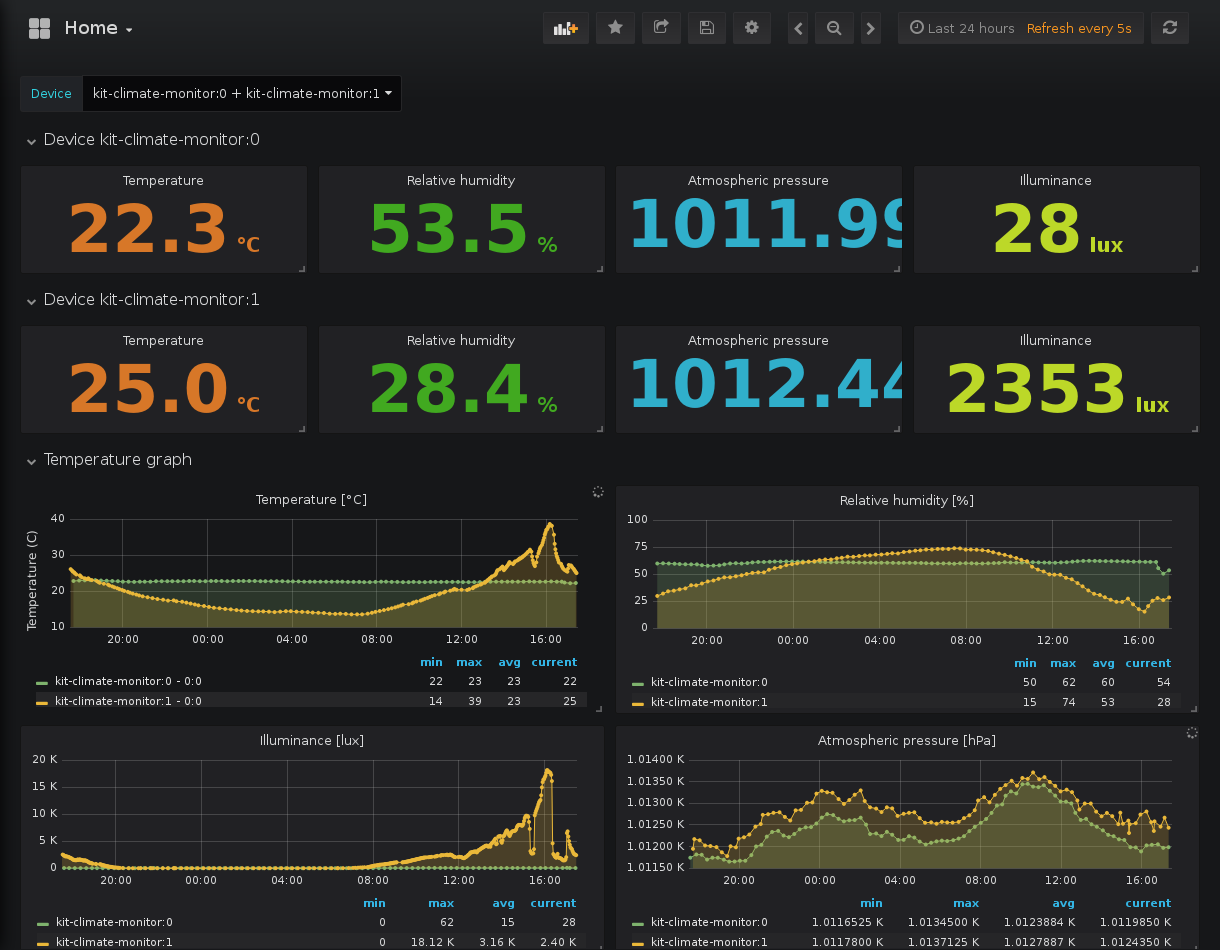 Home
Last 24 hours Refresh every 5s
Device kit-climate-monitor:0 + kit-climate-monitor:1
Device kit-climate-monitor:0
Temperature Relative humidity Atmospheric pressure Illuminance
22.3 °C 53.5 % 1011.99 28 lux
Device kit-climate-monitor:1
Temperature Relative humidity Atmospheric pressure Illuminance
25.0 °C 28.4 % 1012.44 2353 lux
Temperature graph
Temperature [°C]
Temperature (C)
40
30
20
10
20:00 00:00 04:00 08:00 12:00 16:00
min max avg current
kit-climate-monitor:0 - 0:0 22 23 23 22
kit-climate-monitor:1 - 0:0 14 39 23 25
Relative humidity [%]
100
75
50
25
0
20:00 00:00 04:00 08:00 12:00 16:00
min max avg current
kit-climate-monitor:0 50 62 60 54
kit-climate-monitor:1 15 74 53 28
Illuminance [lux]
20 K
15 K
10 K
5 K
0
20:00 00:00 04:00 08:00 12:00 16:00
min max avg current
kit-climate-monitor:0 0 62 15 28
kit-climate-monitor:1 0 18.12 K 3.16 K 2.40 K
Atmospheric pressure [hPa]
1.01400 K
1.01350 K
1.01300 K
1.01250 K
1.01200 K
1.01150 K
20:00 00:00 04:00 08:00 12:00 16:00
min max avg current
kit-climate-monitor:0 1.0116525 K 1.0134500 K 1.0123884 K 1.0119850 K
kit-climate-monitor:1 1.0117800 K 1.0137125 K 1.0127887 K 1.0124350 K